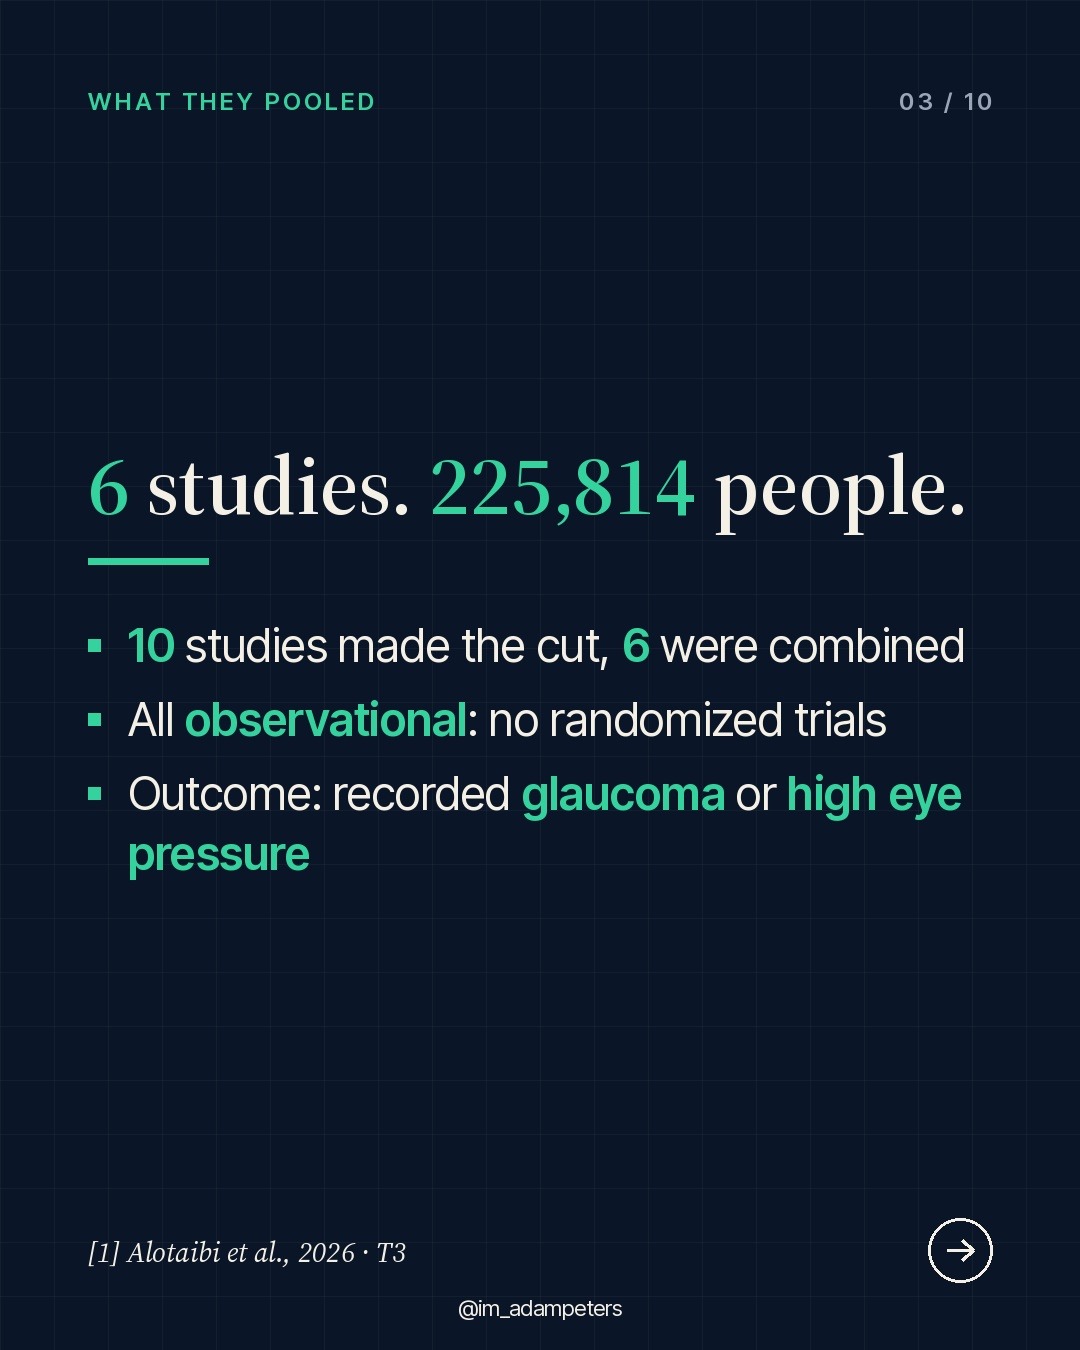 WHAT THEY POOLED
03 / 10
6 studies. 225,814 people.
10 studies made the cut, 6 were combined
All observational: no randomized trials
Outcome: recorded glaucoma or high eye
pressure
[1] Alotaibi et al., 2026 · T3
@im_adampeters